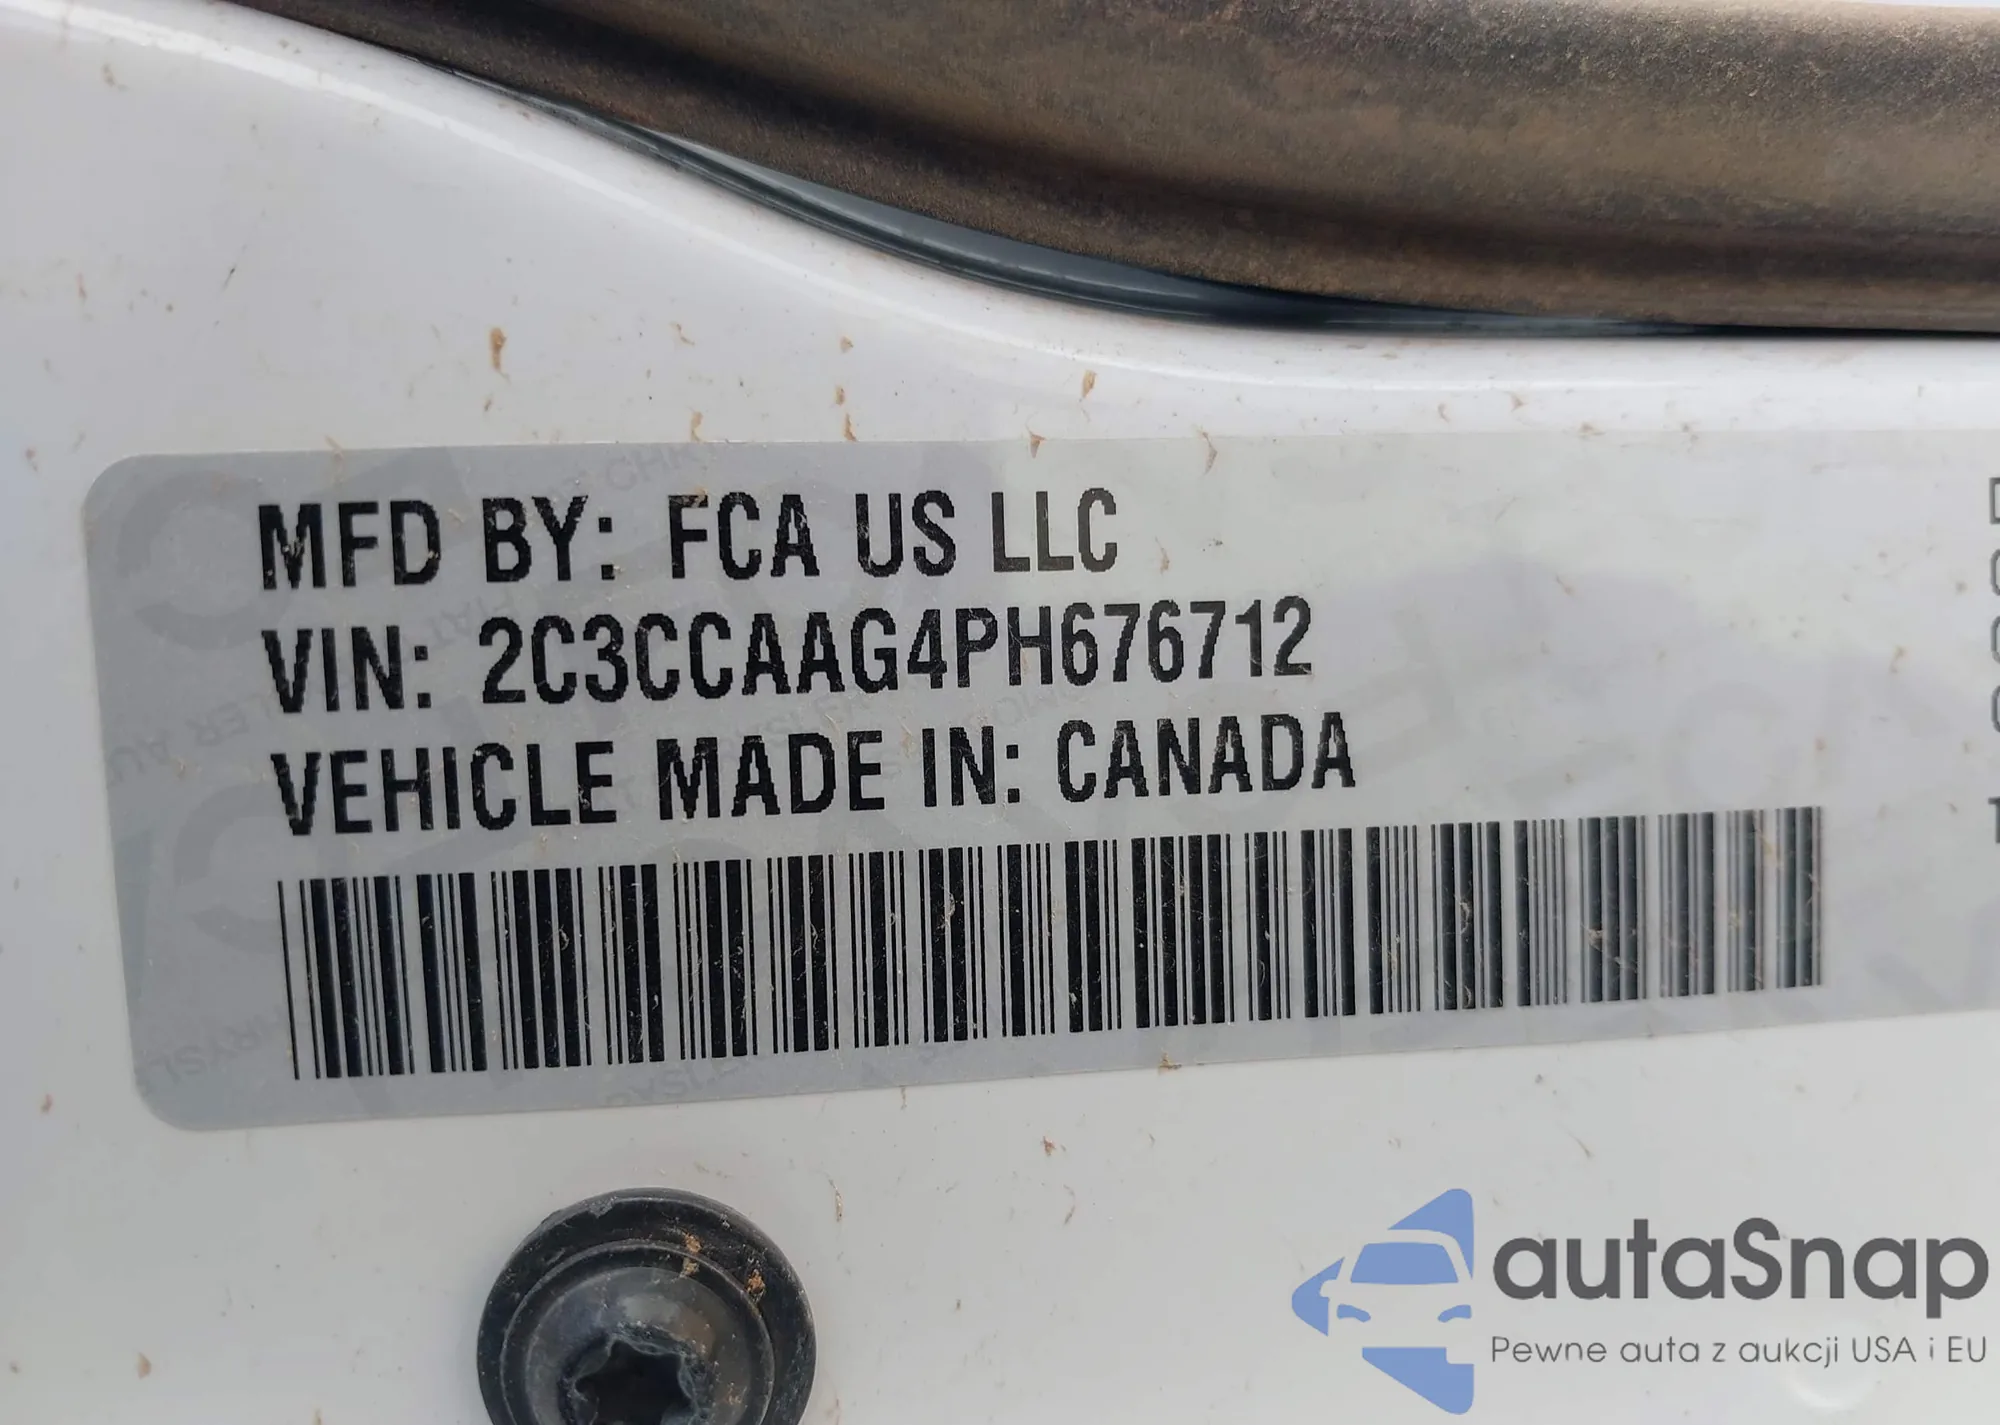 MFD BY: FCA US LLC
VIN: 2C3CCAAG4PH676712
VEHICLE MADE IN: CANADA
autaSnap
Pewne auta z aukcji USA i EU